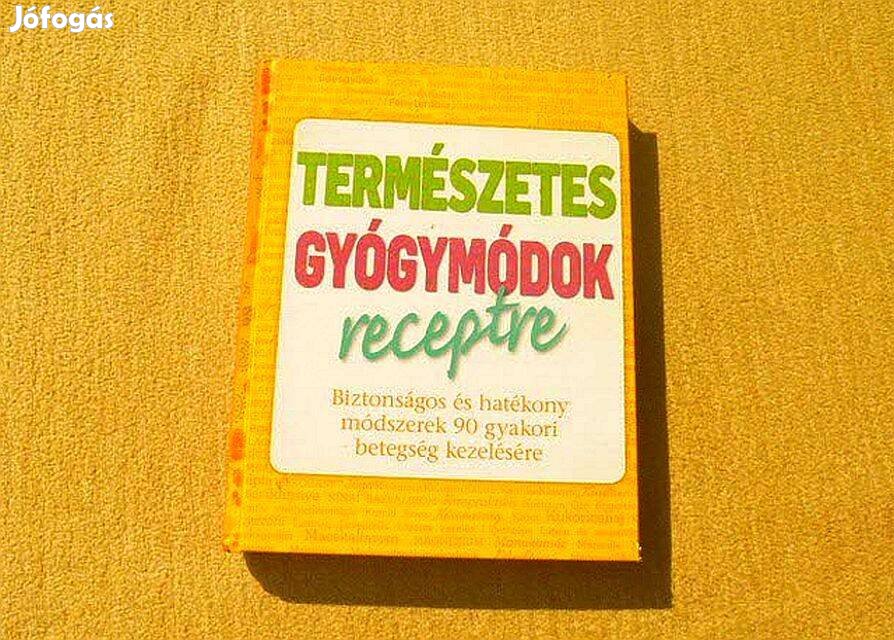 Jófogás
TERMÉSZETES
GYÓGYMÓDOK
receptre
Biztonságos és hatékony
módszerek 90 gyakori
betegség kezelésére